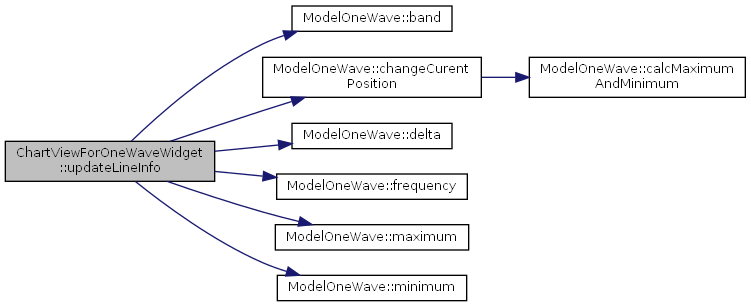 ModelOneWave::band
ModelOneWave::changeCurent
Position
ModelOneWave::calcMaximum
AndMinimum
ModelOneWave::delta
ChartViewForOneWaveWidget
::updateLineInfo
ModelOneWave::frequency
ModelOneWave::maximum
ModelOneWave::minimum